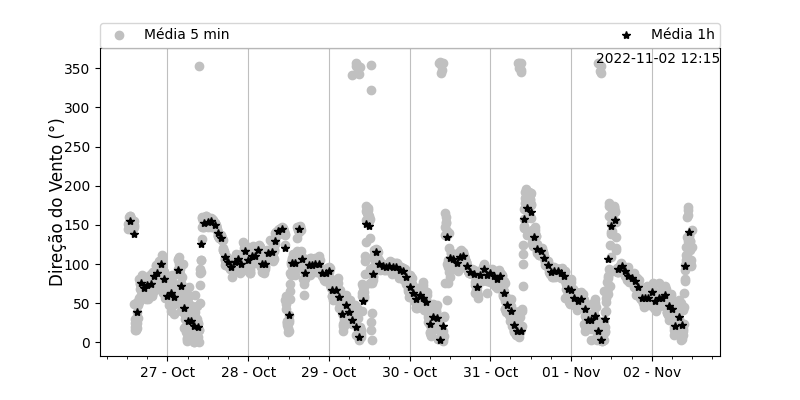 Média 5 min
Média 1h
2022-11-02 12:15
Direção do Vento (°)
350
300
250
200
150
100
50
0
27 - Oct
28 - Oct
29 - Oct
30 - Oct
31 - Oct
01 - Nov
02 - Nov